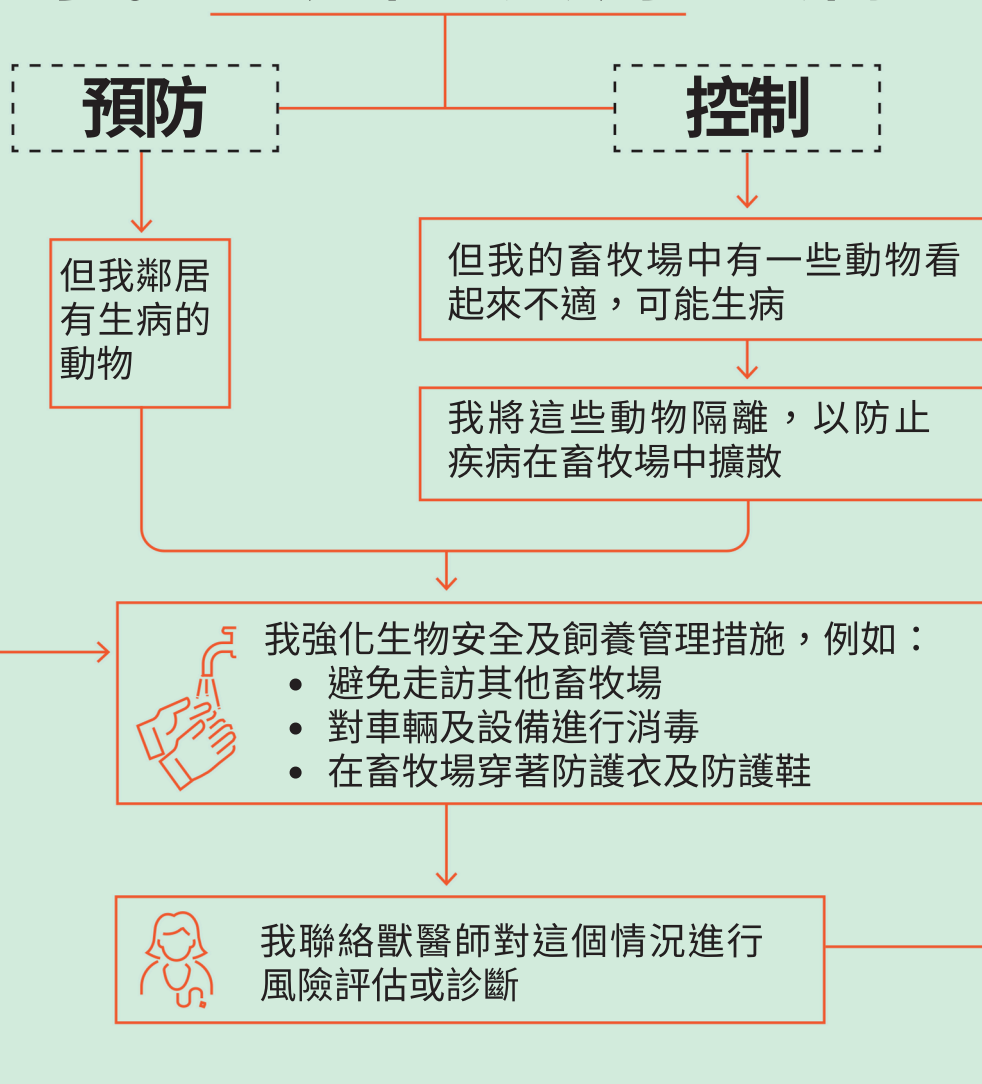 預防
控制
但我鄰居
有生病的
動物
但我的畜牧場中有一些動物看
起來不適，可能生病
我將這些動物隔離，以防止
疾病在畜牧場中擴散
我強化生物安全及飼養管理措施，例如：
• 避免走訪其他畜牧場
• 對車輛及設備進行消毒
• 在畜牧場穿著防護衣及防護鞋
我聯絡獸醫師對這個情況進行
風險評估或診斷